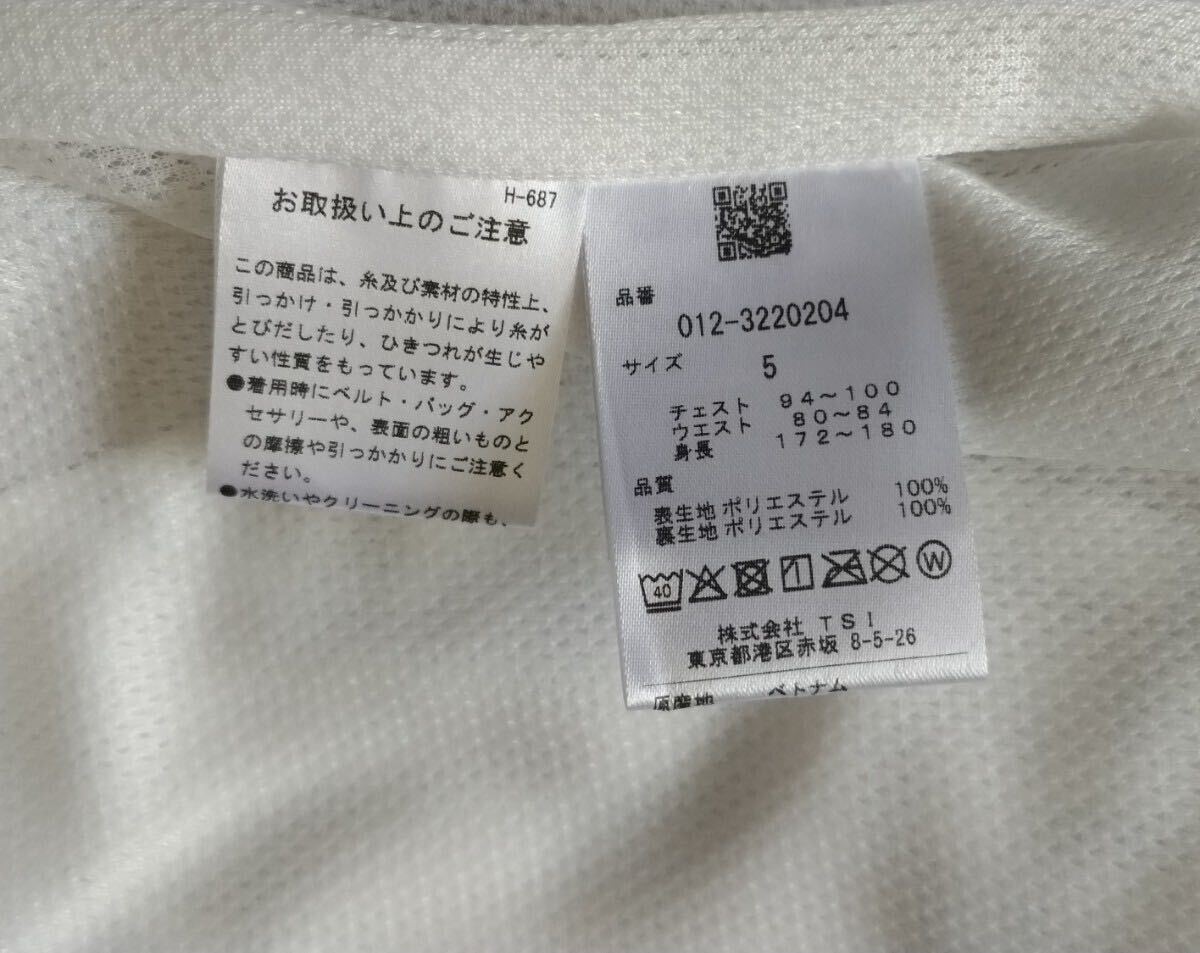 H-687
お取扱い上のご注意
この商品は、糸及び素材の特性上、
引っかけ・引っかかりにより糸が
とびだしたり、ひきつれが生じや
すい性質をもっています。
●着用時にベルト・バッグ・アク
セサリーや、表面の粗いものと
の摩擦や引っかかりにご注意く
ださい。
●水洗いやクリーニングの際も、
品番
012-3220204
サイズ 5
チェスト 94～100
ウエスト 80～84
身長 172～180
品質
表生地 ポリエステル 100%
裏生地 ポリエステル 100%
40 W
株式会社 TSI
東京都港区赤坂 8-5-26
原産地 ベトナム